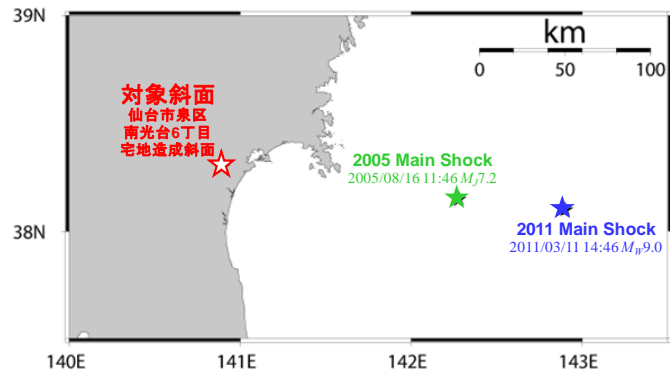 39N
km
0 50 100
対象斜面
仙台市泉区
南光台6丁目
宅地造成斜面
2005 Main Shock
2005/08/16 11:46 MJ7.2
38N
2011 Main Shock
2011/03/11 14:46 MW9.0
140E 141E 142E 143E